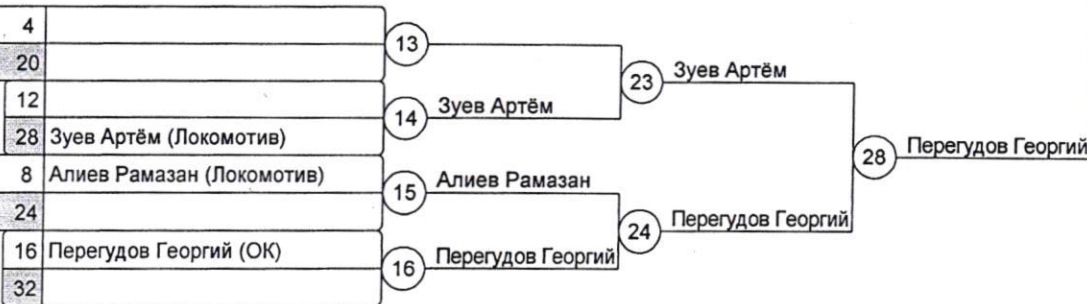 4
13
20
23 Зуев Артём
12
14 Зуев Артём
28 Зуев Артём (Локомотив)
28 Перегудов Георгий
8 Алиев Рамазан (Локомотив)
15 Алиев Рамазан
24
24 Перегудов Георгий
16 Перегудов Георгий (ОК)
16 Перегудов Георгий
32